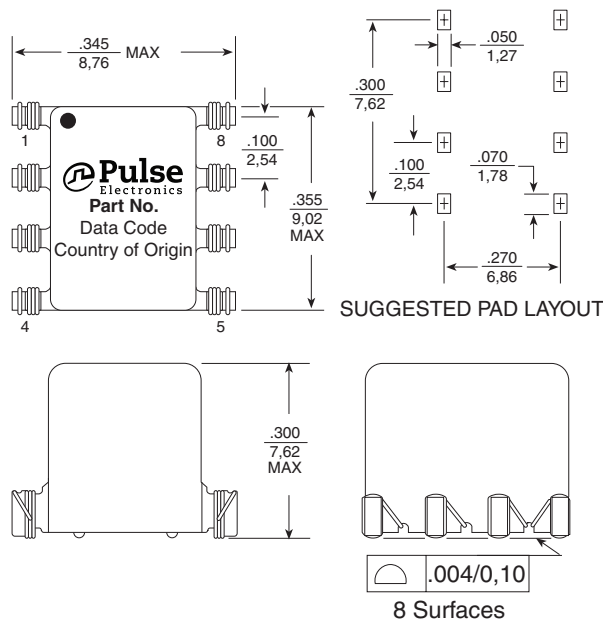 .345
8,76
MAX
1
8
.100
2,54
Pulse
Electronics
Part No.
Data Code
Country of Origin
.355
9,02
MAX
4
5
.050
1,27
.300
7,62
.100
2,54
.070
1,78
.270
6,86
SUGGESTED PAD LAYOUT
.300
7,62
MAX
.004/0,10
8 Surfaces